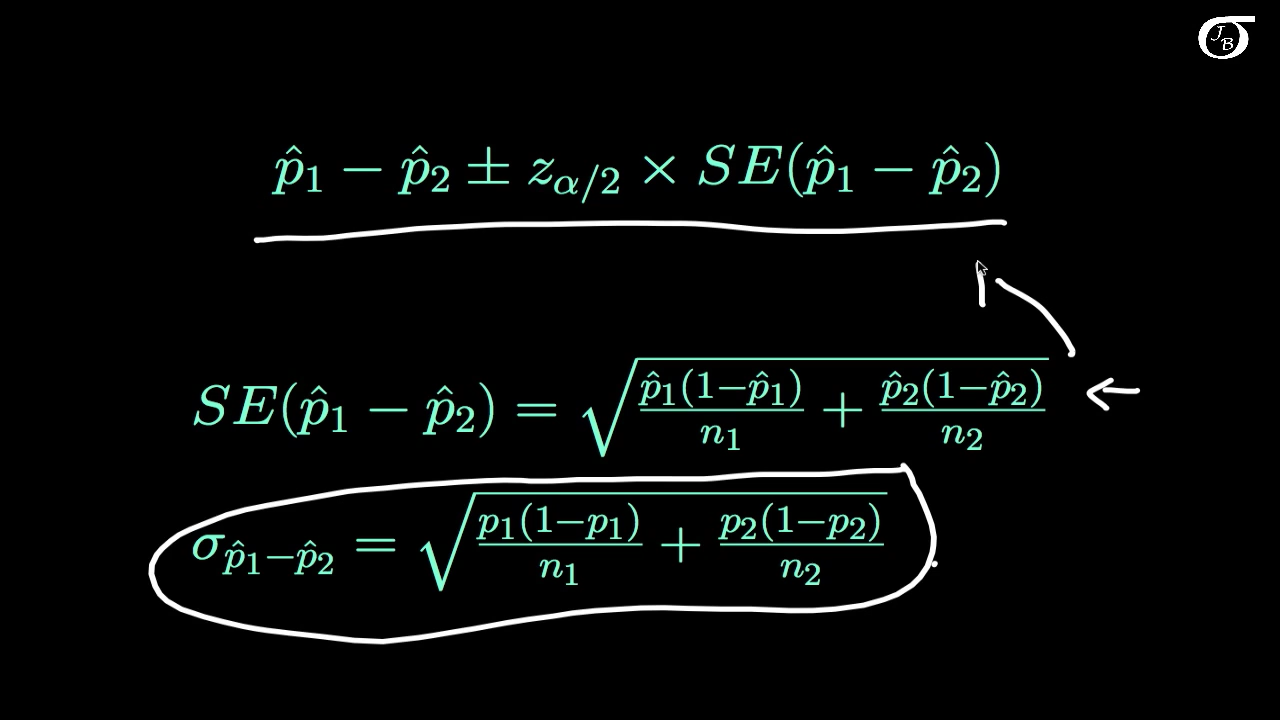 JB
p̂₁ − p̂₂ ± z_{α/2} × SE(p̂₁ − p̂₂)
SE(p̂₁ − p̂₂) = √(p̂₁(1−p̂₁)/n₁ + p̂₂(1−p̂₂)/n₂)
σ_{p̂₁−p̂₂} = √(p₁(1−p₁)/n₁ + p₂(1−p₂)/n₂)